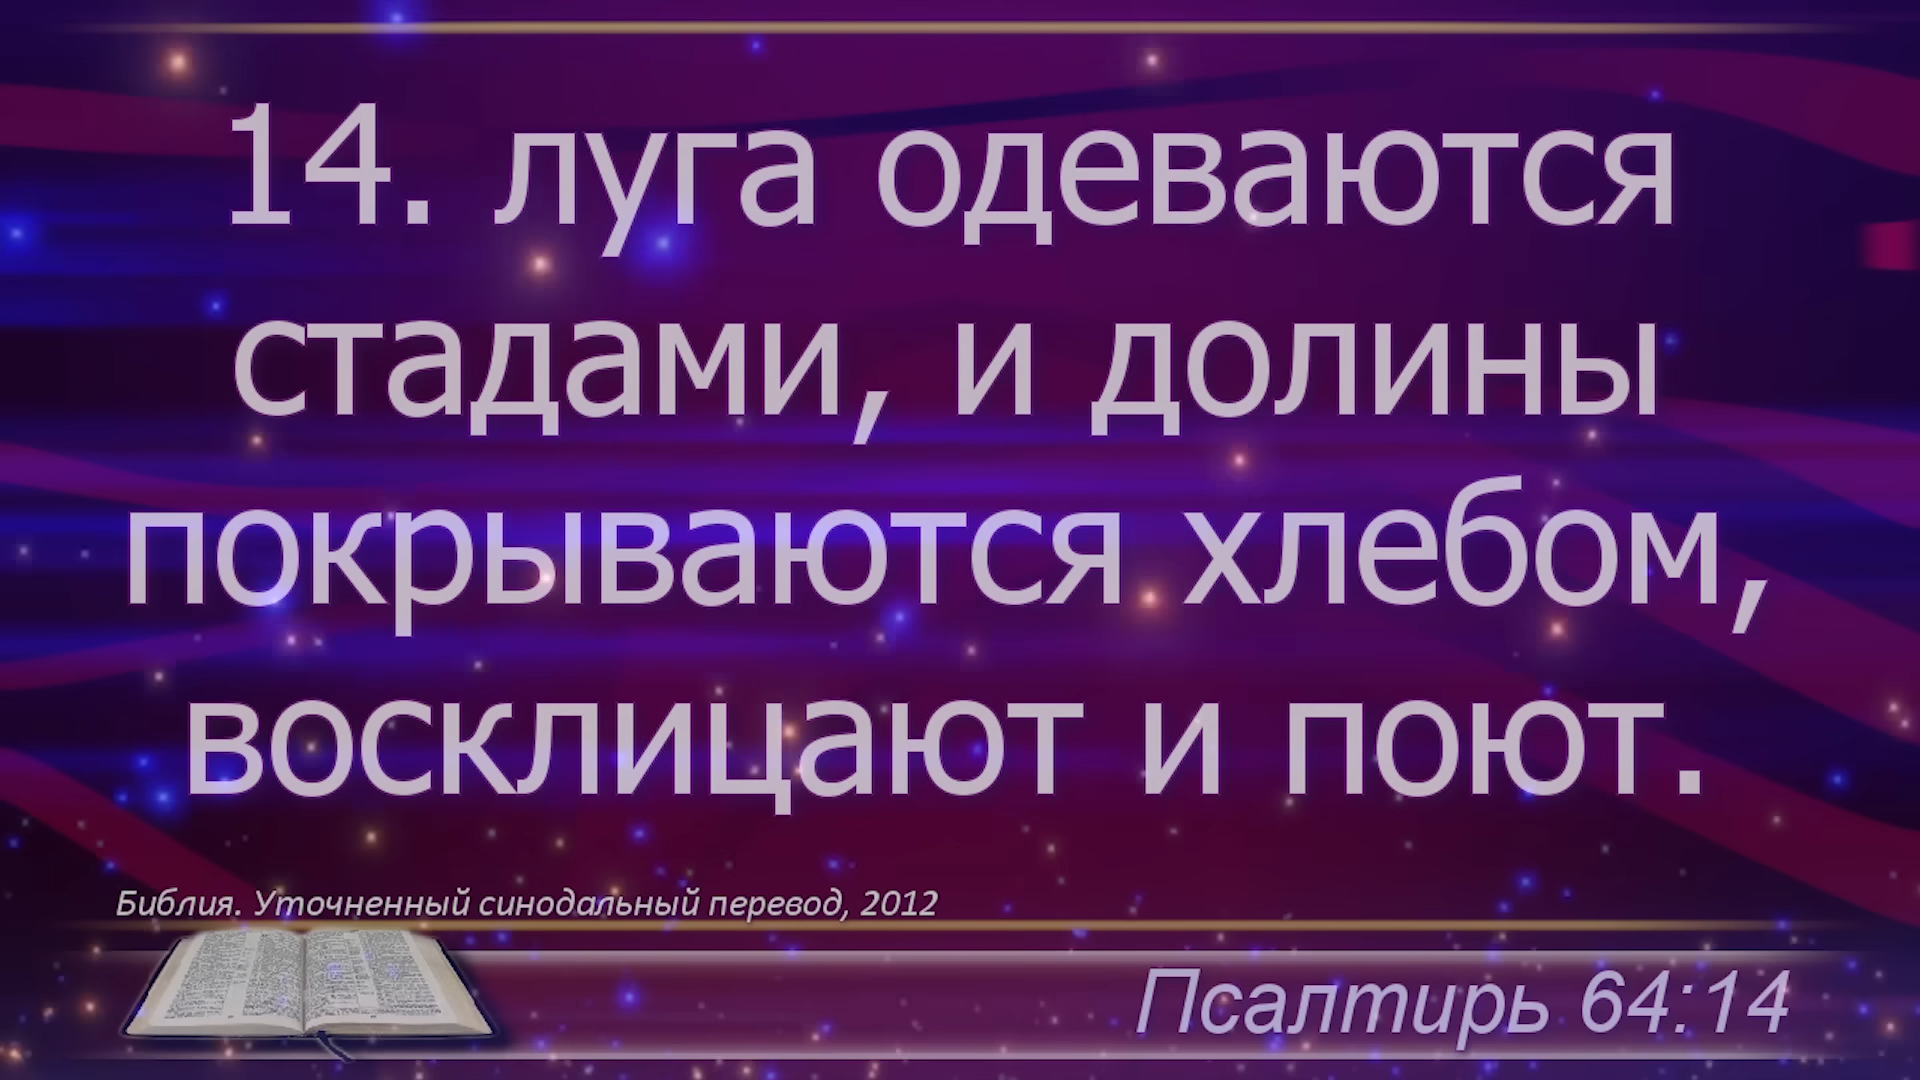 14. луга одеваются
стадами, и долины
покрываются хлебом,
восклицают и поют.
Библия. Уточненный синодальный перевод, 2012
Псалтирь 64:14